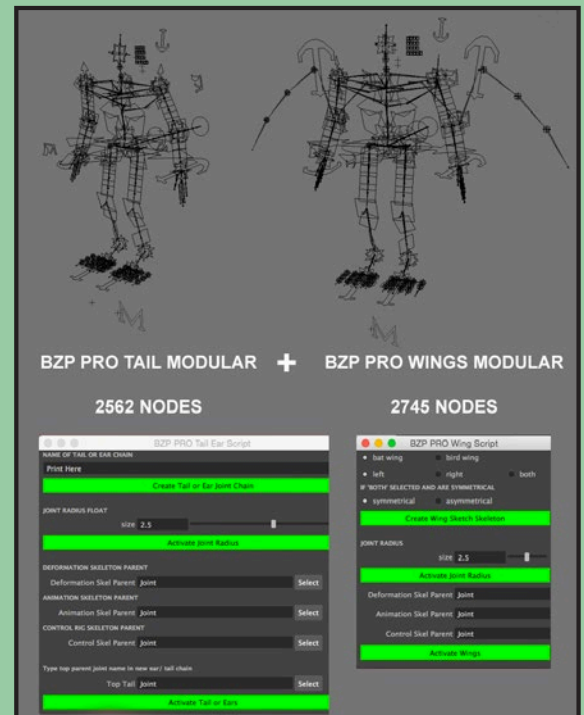 BZP PRO TAIL MODULAR + BZP PRO WINGS MODULAR
2562 NODES
2745 NODES
BZP PRO Tail Ear Script
NAME OF TAIL OR EAR CHAIN
Print Here
Create Tail or Ear Joint Chain
JOINT RADIUS FLOAT
size 2.5
Activate Joint Radius
DEFORMATION SKELETON PARENT
Deformation Skel Parent Joint Select
ANIMATION SKELETON PARENT
Animation Skel Parent Joint Select
CONTROL RIG SKELETON PARENT
Control Skel Parent Joint Select
Type top parent joint name in new ear/ tail chain
Top Tail Joint Select
Activate Tail or Ears
BZP PRO Wing Script
bat wing bird wing
left right both
IF 'BOTH' SELECTED AND ARE SYMMETRICAL
symmetrical asymmetrical
Create Wing Sketch Skeleton
JOINT RADIUS
size 2.5
Activate Joint Radius
Deformation Skel Parent Joint
Animation Skel Parent Joint
Control Skel Parent Joint
Activate Wings